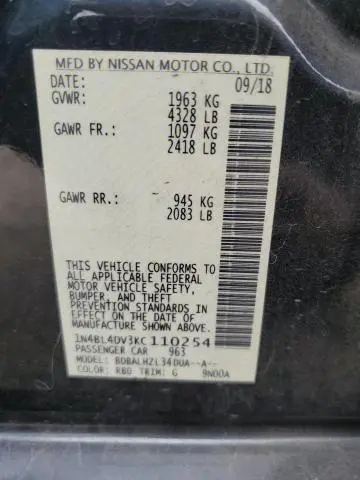 MFD BY NISSAN MOTOR CO., LTD.
DATE: 09/18
GVWR: 1963 KG
4328 LB
GAWR FR.: 1097 KG
2418 LB
GAWR RR.: 945 KG
2083 LB
THIS VEHICLE CONFORMS TO
ALL APPLICABLE FEDERAL
MOTOR VEHICLE SAFETY,
BUMPER, AND THEFT
PREVENTION STANDARDS IN
EFFECT ON THE DATE OF
MANUFACTURE SHOWN ABOVE.
1N4BL4DV3KC110254
PASSENGER CAR 963
MODEL: BDBALHZL34DUA--A--
COLOR: RBD TRIM: G 9N00A